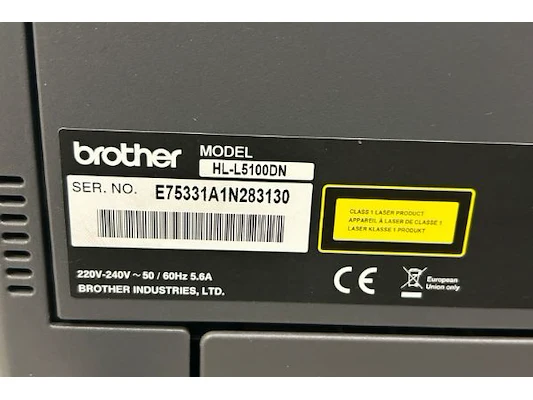 brother
MODEL
HL-L5100DN
SER. NO. E75331A1N283130
CLASS 1 LASER PRODUCT
APPAREIL À LASER DE CLASSE 1
LASER KLASSE 1-PRODUKT
220V-240V ~ 50 / 60Hz 5.6A
BROTHER INDUSTRIES, LTD.
CE
European
Union only